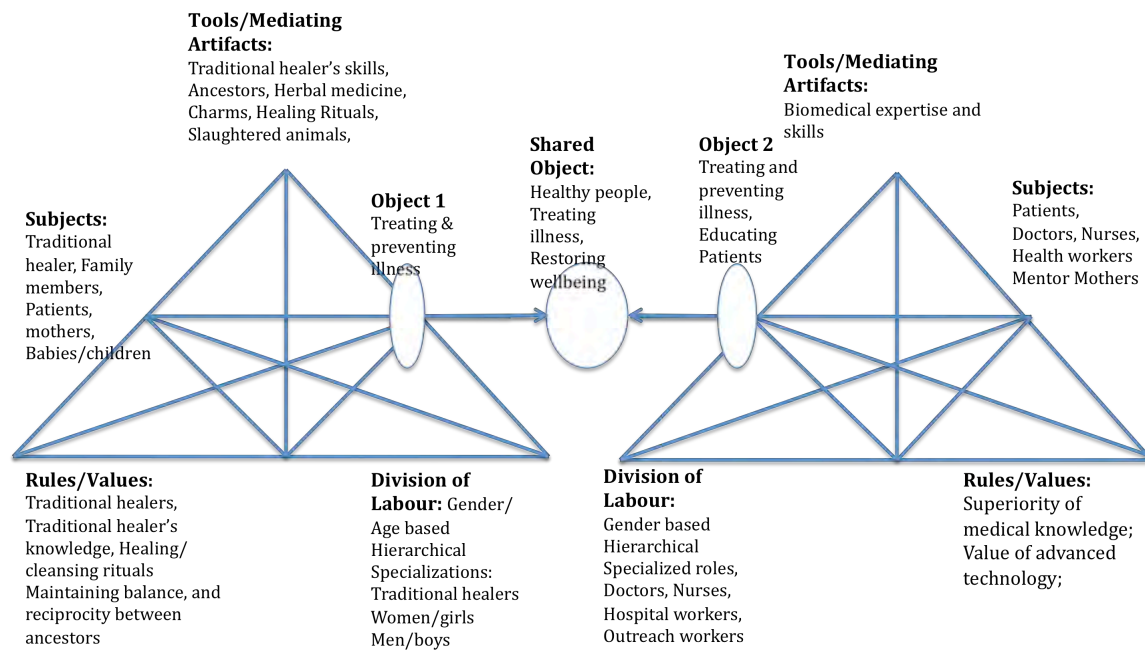 Tools/Mediating
Artifacts:
Traditional healer’s skills,
Ancestors, Herbal medicine,
Charms, Healing Rituals,
Slaughtered animals,
Subjects:
Traditional
healer, Family
members,
Patients,
mothers,
Babies/children
Object 1
Treating &
preventing
illness
Shared
Object:
Healthy people,
Treating
illness,
Restoring
wellbeing
Object 2
Treating and
preventing
illness,
Educating
Patients
Tools/Mediating
Artifacts:
Biomedical expertise and
skills
Subjects:
Patients,
Doctors, Nurses,
Health workers
Mentor Mothers
Rules/Values:
Traditional healers,
Traditional healer’s
knowledge, Healing/
cleansing rituals
Maintaining balance, and
reciprocity between
ancestors
Division of
Labour: Gender/
Age based
Hierarchical
Specializations:
Traditional healers
Women/girls
Men/boys
Division of
Labour:
Gender based
Hierarchical
Specialized roles,
Doctors, Nurses,
Hospital workers,
Outreach workers
Rules/Values:
Superiority of
medical knowledge;
Value of advanced
technology;